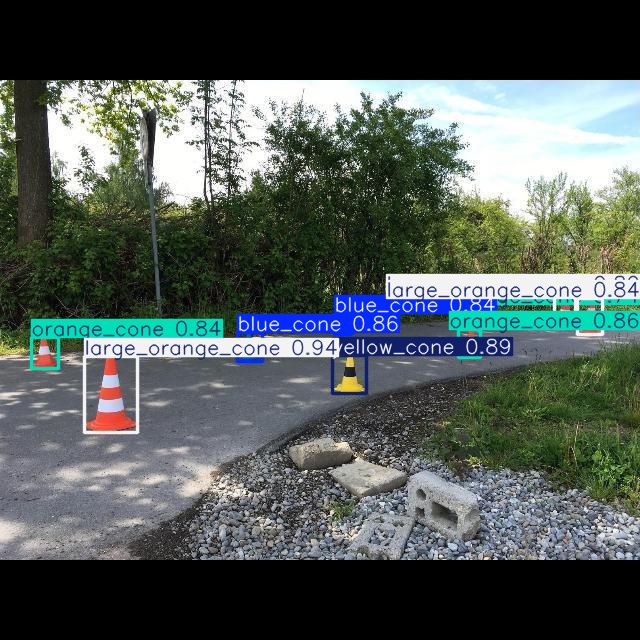 large_orange_cone 0.84
blue_cone 0.84
orange_cone 0.84
blue_cone 0.86
orange_cone 0.86
large_orange_cone 0.94
yellow_cone 0.89